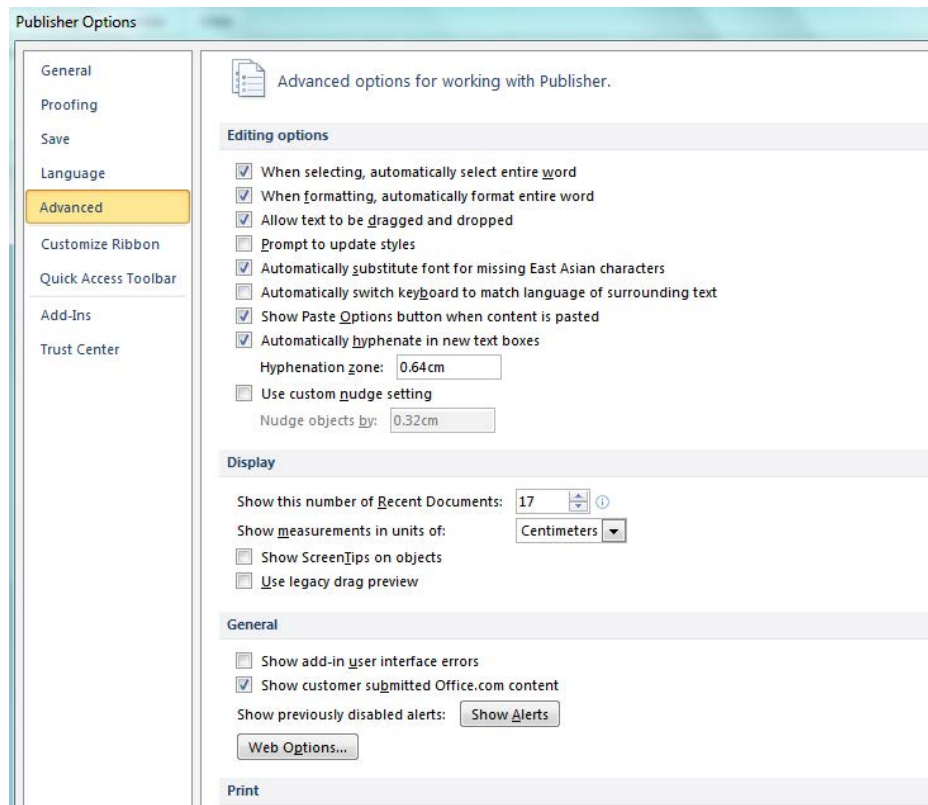 Publisher Options
General
Proofing
Save
Language
Advanced
Customize Ribbon
Quick Access Toolbar
Add-Ins
Trust Center
Advanced options for working with Publisher.
Editing options
When selecting, automatically select entire word
When formatting, automatically format entire word
Allow text to be dragged and dropped
Prompt to update styles
Automatically substitute font for missing East Asian characters
Automatically switch keyboard to match language of surrounding text
Show Paste Options button when content is pasted
Automatically hyphenate in new text boxes
Hyphenation zone: 0.64cm
Use custom nudge setting
Nudge objects by: 0.32cm
Display
Show this number of Recent Documents: 17
Show measurements in units of: Centimeters
Show ScreenTips on objects
Use legacy drag preview
General
Show add-in user interface errors
Show customer submitted Office.com content
Show previously disabled alerts: Show Alerts
Web Options...
Print